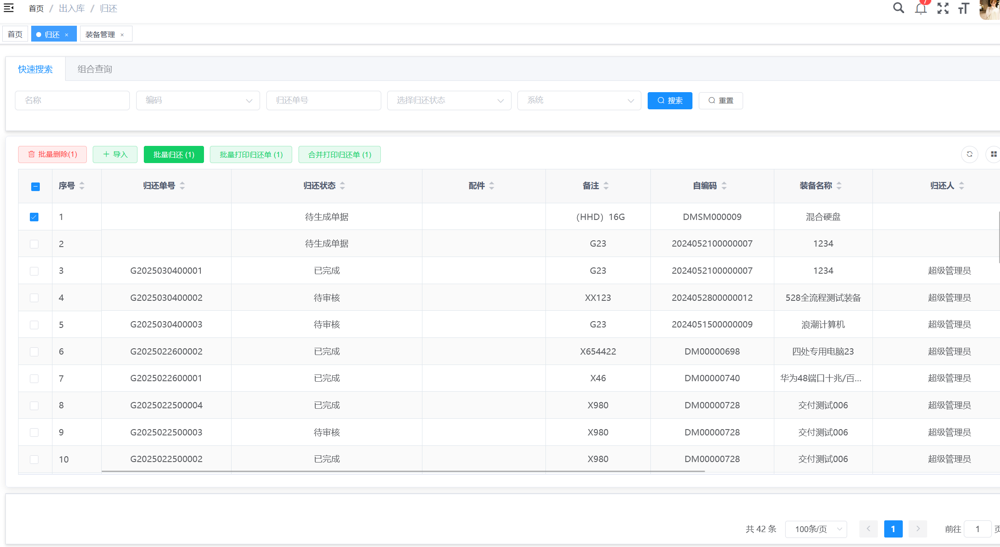 首页 / 出入库 / 归还
7
首页
归还 ×
装备管理 ×
快速搜索
组合查询
名称
编码
归还单号
选择归还状态
系统
搜索
重置
批量删除(1)
导入
批量归还 (1)
批量打印归还单 (1)
合并打印归还单 (1)
序号 归还单号 归还状态 配件 备注 自编码 装备名称 归还人
1 待生成单据 （HHD）16G DMSM000009 混合硬盘
2 待生成单据 G23 2024052100000007 1234
3 G2025030400001 已完成 G23 2024052100000007 1234 超级管理员
4 G2025030400002 待审核 XX123 2024052800000012 528全流程测试装备 超级管理员
5 G2025030400003 待审核 G23 2024051500000009 浪潮计算机 超级管理员
6 G2025022600002 已完成 X654422 DM00000698 四处专用电脑23 超级管理员
7 G2025022600001 已完成 X46 DM00000740 华为48端口十兆/百... 超级管理员
8 G2025022500004 已完成 X980 DM00000728 交付测试006 超级管理员
9 G2025022500003 待审核 X980 DM00000728 交付测试006 超级管理员
10 G2025022500002 已完成 X980 DM00000728 交付测试006 超级管理员
共 42 条 100条/页 1 前往 1 页